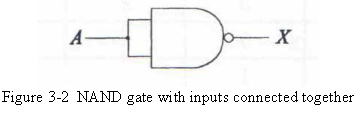 A X
Figure 3-2 NAND gate with inputs connected together